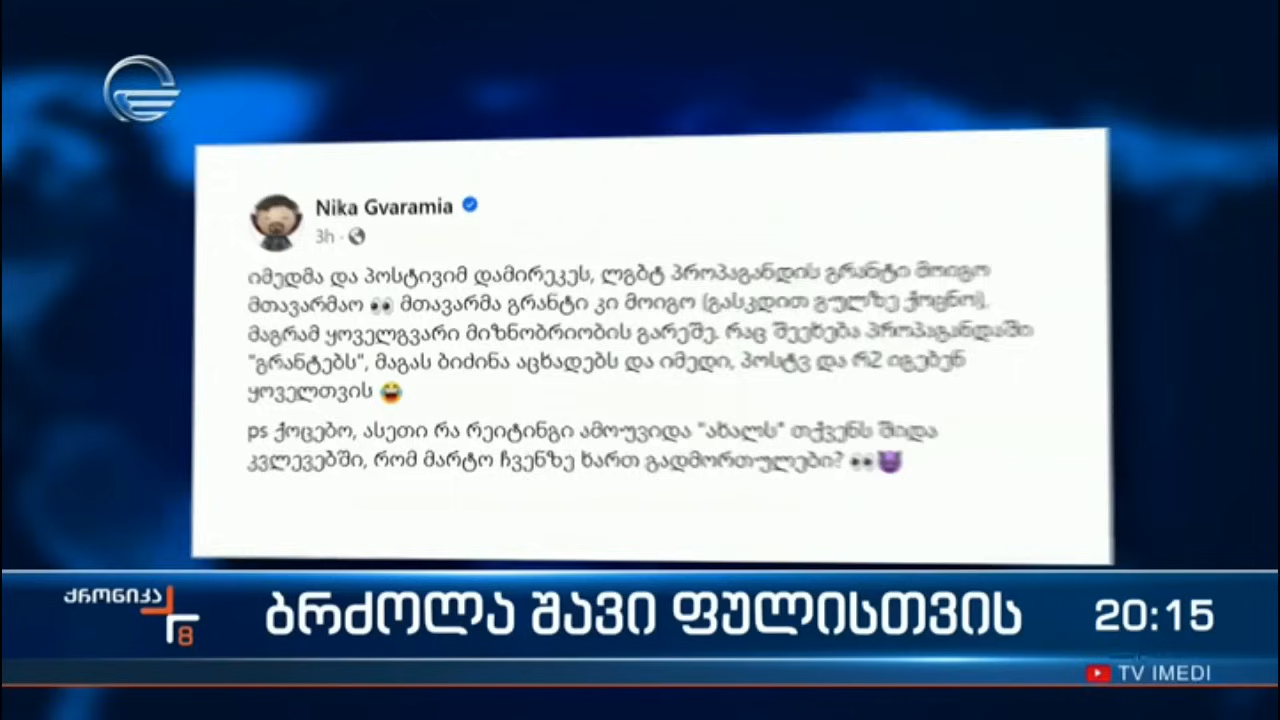 Nika Gvaramia
3h
იმედმა და პოსტივიმ დამირეკეს, ლგბტ პროპაგანდის გრანტი მოიგო
მთავარმაო 👀 მთავარმა გრანტი კი მოიგო (გასკდით გულზე ქოცნო),
მაგრამ ყოველგვარი მიზნობრიობის გარეშე. რაც შეეხება პროპაგანდაში
"გრანტებს", მაგას ბიძინა აცხადებს და იმედი, პოსტვ და რ2 იგებენ
ყოველთვის 😂
ps ქოცებო, ასეთი რა რეიტინგი ამოუვიდა "ახალს" თქვენს შიდა
კვლევებში, რომ მარტო ჩვენზე ხართ გადმორთულები? 👀😈
ქრონიკა
8
ბრძოლა შავი ფულისთვის
20:15
TV IMEDI